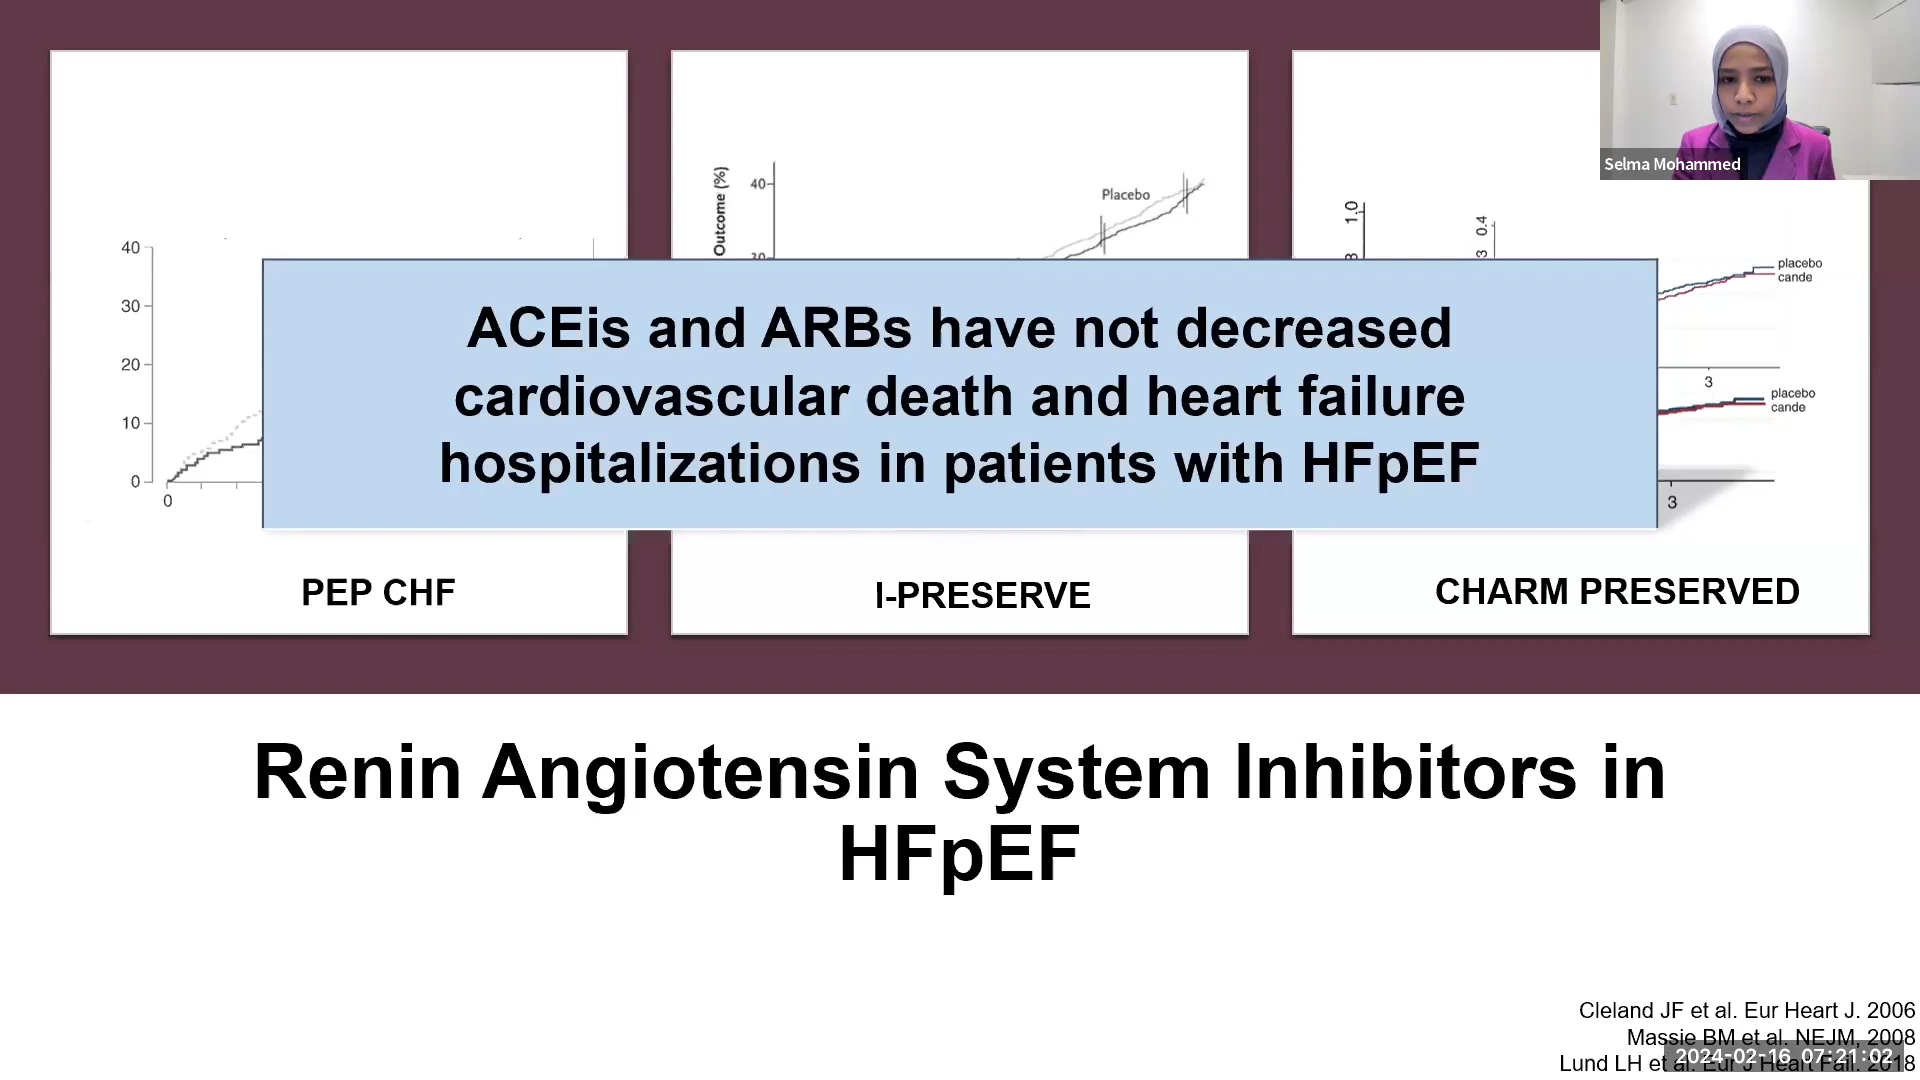 Selma Mohammed
40
30
20
10
0
0
PEP CHF
Outcome (%)
40
30
Placebo
I-PRESERVE
1.0
0.4
3
placebo
cande
3
placebo
cande
3
CHARM PRESERVED
ACEis and ARBs have not decreased
cardiovascular death and heart failure
hospitalizations in patients with HFpEF
Renin Angiotensin System Inhibitors in
HFpEF
Cleland JF et al. Eur Heart J. 2006
Massie BM et al. NEJM, 2008
Lund LH et al. Eur J Heart Fail. 2018
2024-02-16 07:21:02